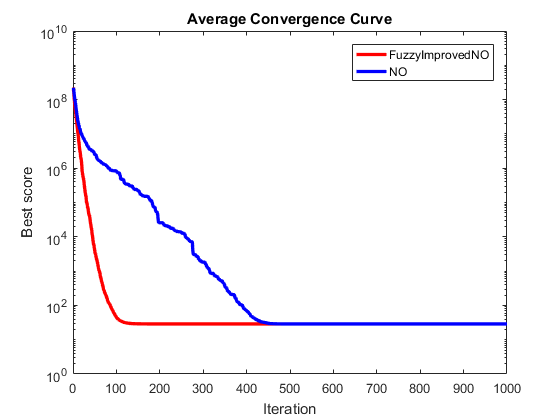 Average Convergence Curve
FuzzyImprovedNO
NO
Best score
10^10
10^8
10^6
10^4
10^2
10^0
0 100 200 300 400 500 600 700 800 900 1000
Iteration